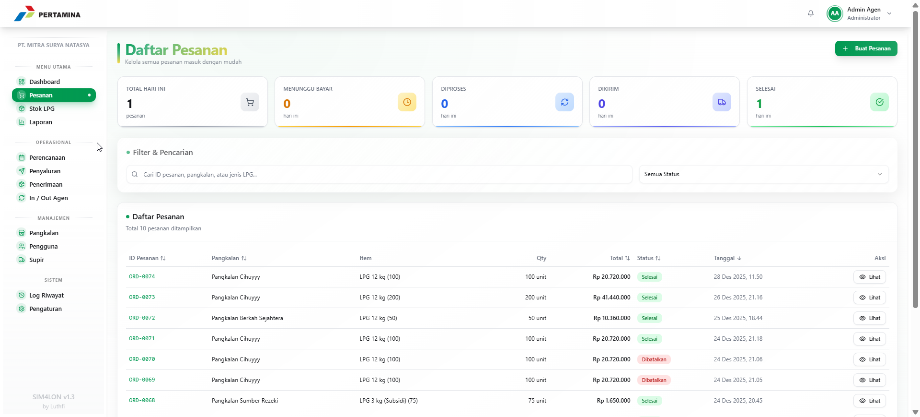 PERTAMINA
AA
Admin Agen
Administrator
PT. MITRA SURYA NATASYA
MENU UTAMA
Dashboard
Pesanan
Stok LPG
Laporan
OPERASIONAL
Perencanaan
Penyaluran
Penerimaan
In / Out Agen
MANAJEMEN
Pangkalan
Pengguna
Supir
SISTEM
Log Riwayat
Pengaturan
SIM4LON v1.3
by Luthfi
Daftar Pesanan
Kelola semua pesanan masuk dengan mudah
+ Buat Pesanan
TOTAL HARI INI
1
pesanan
MENUNGGU BAYAR
0
hari ini
DIPROSES
0
hari ini
DIKIRIM
0
hari ini
SELESAI
1
hari ini
Filter & Pencarian
Cari ID pesanan, pangkalan, atau jenis LPG...
Semua Status
Daftar Pesanan
Total 10 pesanan ditampilkan
ID Pesanan Pangkalan Item Qty Total Status Tanggal Aksi
ORD-0074 Pangkalan Cihuyyy LPG 12 kg (100) 100 unit Rp 20.720.000 Selesai 28 Des 2025, 11.50 Lihat
ORD-0073 Pangkalan Cihuyyy LPG 12 kg (200) 200 unit Rp 41.440.000 Selesai 26 Des 2025, 21.16 Lihat
ORD-0072 Pangkalan Berkah Sejahtera LPG 12 kg (50) 50 unit Rp 10.360.000 Selesai 25 Des 2025, 18.44 Lihat
ORD-0071 Pangkalan Cihuyyy LPG 12 kg (100) 100 unit Rp 20.720.000 Selesai 24 Des 2025, 21.18 Lihat
ORD-0070 Pangkalan Cihuyyy LPG 12 kg (100) 100 unit Rp 20.720.000 Dibatalkan 24 Des 2025, 21.06 Lihat
ORD-0069 Pangkalan Cihuyyy LPG 12 kg (100) 100 unit Rp 20.720.000 Dibatalkan 24 Des 2025, 21.05 Lihat
ORD-0068 Pangkalan Sumber Rezeki LPG 3 kg (Subsidi) (75) 75 unit Rp 1.650.000 Selesai 24 Des 2025, 20.45 Lihat